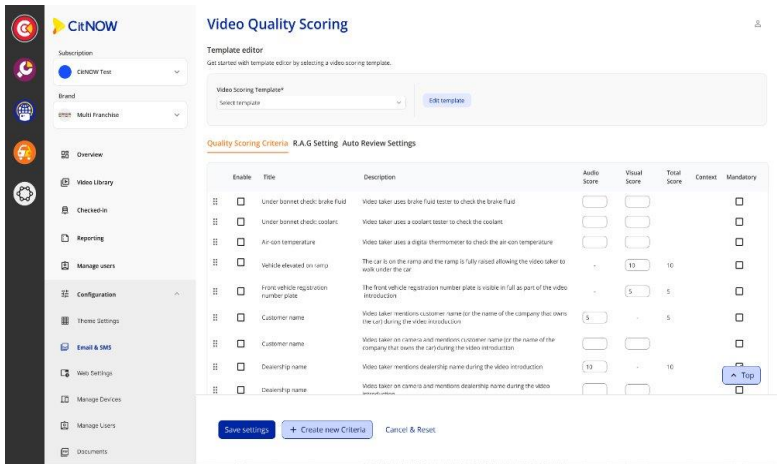 CitNOW
Subscription
CitNOW Test
Brand
Multi Franchise
Overview
Video Library
Checked-in
Reporting
Manage users
Configuration
Theme Settings
Email & SMS
Web Settings
Manage Devices
Manage Users
Documents
Video Quality Scoring
Template editor
Get started with template editor by selecting a video scoring template.
Video Scoring Template*
Select template
Edit template
Quality Scoring Criteria R.A.G Setting Auto Review Settings
Enable Title Description Audio Score Visual Score Total Score Context Mandatory
Under bonnet check: brake fluid Video taker uses brake fluid tester to check the brake fluid
Under bonnet check: coolant Video taker uses a coolant tester to check the coolant
Air-con temperature Video taker uses a digital thermometer to check the air-con temperature
Vehicle elevated on ramp The car is on the ramp and the ramp is fully raised allowing the video taker to - 10 10
walk under the car
Front vehicle registration The front vehicle registration number plate is visible in full as part of the video - 5 5
number plate introduction
Customer name Video taker mentions customer name (or the name of the company that owns 5 - 5
the car) during the video introduction
Customer name Video taker on camera and mentions customer name (or the name of the
company that owns the car) during the video introduction
Dealership name Video taker mentions dealership name during the video introduction 10 - 10
Dealership name Video taker on camera and mentions dealership name during the video
Top
Save settings + Create new Criteria Cancel & Reset